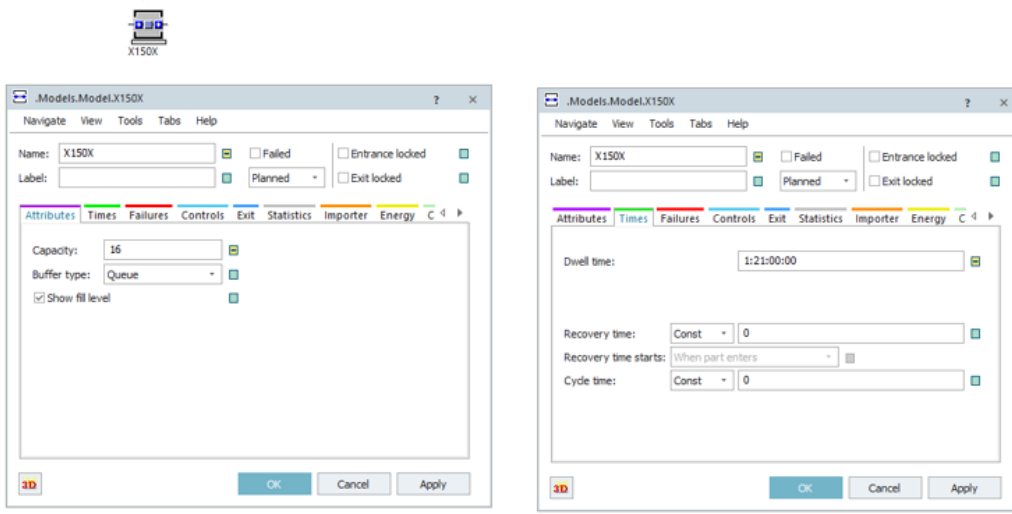 X150X
.Models.Model.X150X ? ×
Navigate View Tools Tabs Help
Name: X150X Failed Entrance locked
Label: Planned Exit locked
Attributes Times Failures Controls Exit Statistics Importer Energy C
Capacity: 16
Buffer type: Queue
Show fill level
3D OK Cancel Apply
.Models.Model.X150X ? ×
Navigate View Tools Tabs Help
Name: X150X Failed Entrance locked
Label: Planned Exit locked
Attributes Times Failures Controls Exit Statistics Importer Energy C
Dwell time: 1:21:00:00
Recovery time: Const 0
Recovery time starts: When part enters
Cycle time: Const 0
3D OK Cancel Apply